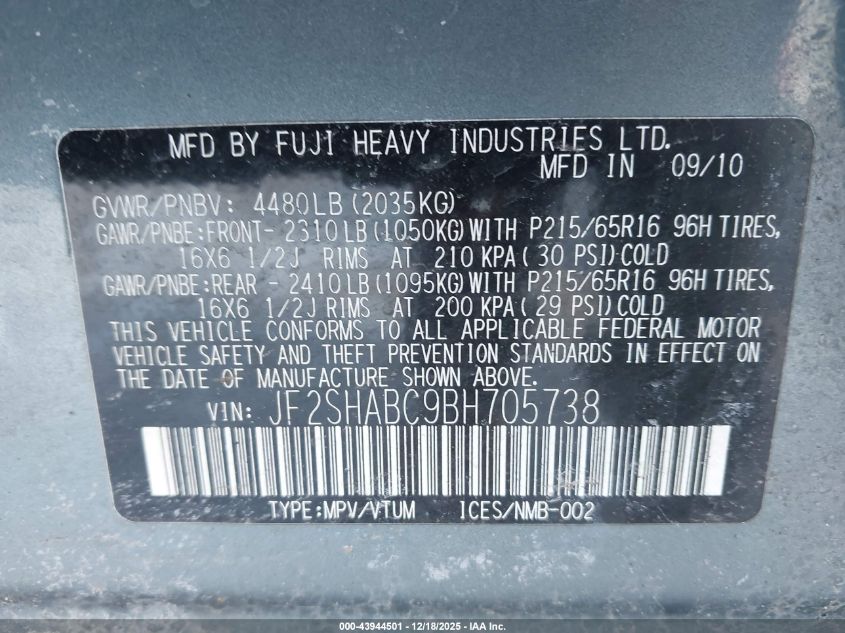 MFD BY FUJI HEAVY INDUSTRIES LTD.
MFD IN 09/10
GVWR/PNBV: 4480LB (2035KG)
GAWR/PNBE:FRONT- 2310LB(1050KG)WITH P215/65R16 96H TIRES,
16X6 1/2J RIMS AT 210 KPA( 30 PSI)COLD
GAWR/PNBE:REAR - 2410LB(1095KG)WITH P215/65R16 96H TIRES,
16X6 1/2J RIMS AT 200 KPA( 29 PSI)COLD
THIS VEHICLE CONFORMS TO ALL APPLICABLE FEDERAL MOTOR
VEHICLE SAFETY AND THEFT PREVENTION STANDARDS IN EFFECT ON
THE DATE OF MANUFACTURE SHOWN ABOVE.
VIN: JF2SHABC9BH705738
TYPE:MPV/VTUM ICES/NMB-002
000-43944501 - 12/18/2025 - IAA Inc.